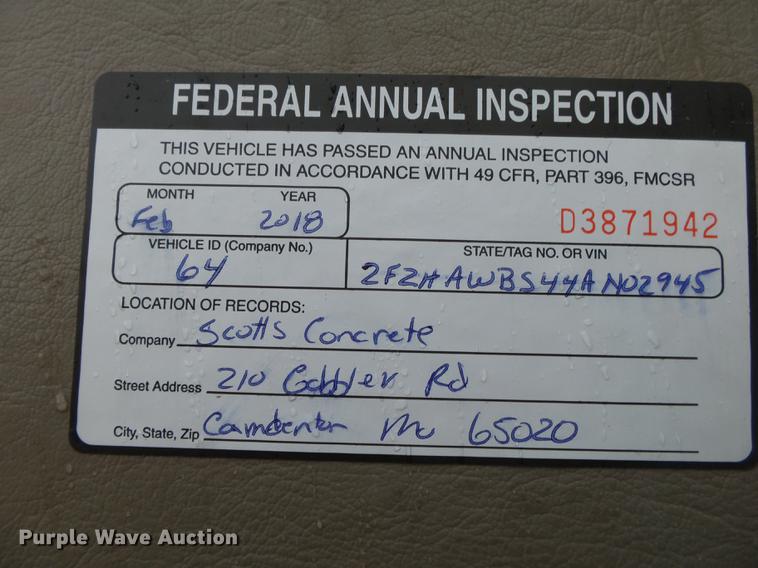 FEDERAL ANNUAL INSPECTION
THIS VEHICLE HAS PASSED AN ANNUAL INSPECTION
CONDUCTED IN ACCORDANCE WITH 49 CFR, PART 396, FMCSR
MONTH YEAR
Feb 2018
D3871942
VEHICLE ID (Company No.) STATE/TAG NO. OR VIN
64 2FZHAWBS44AN02945
LOCATION OF RECORDS:
Company Scotts Concrete
Street Address 210 Gobbler Rd
City, State, Zip Camdenton Mo 65020
Purple Wave Auction